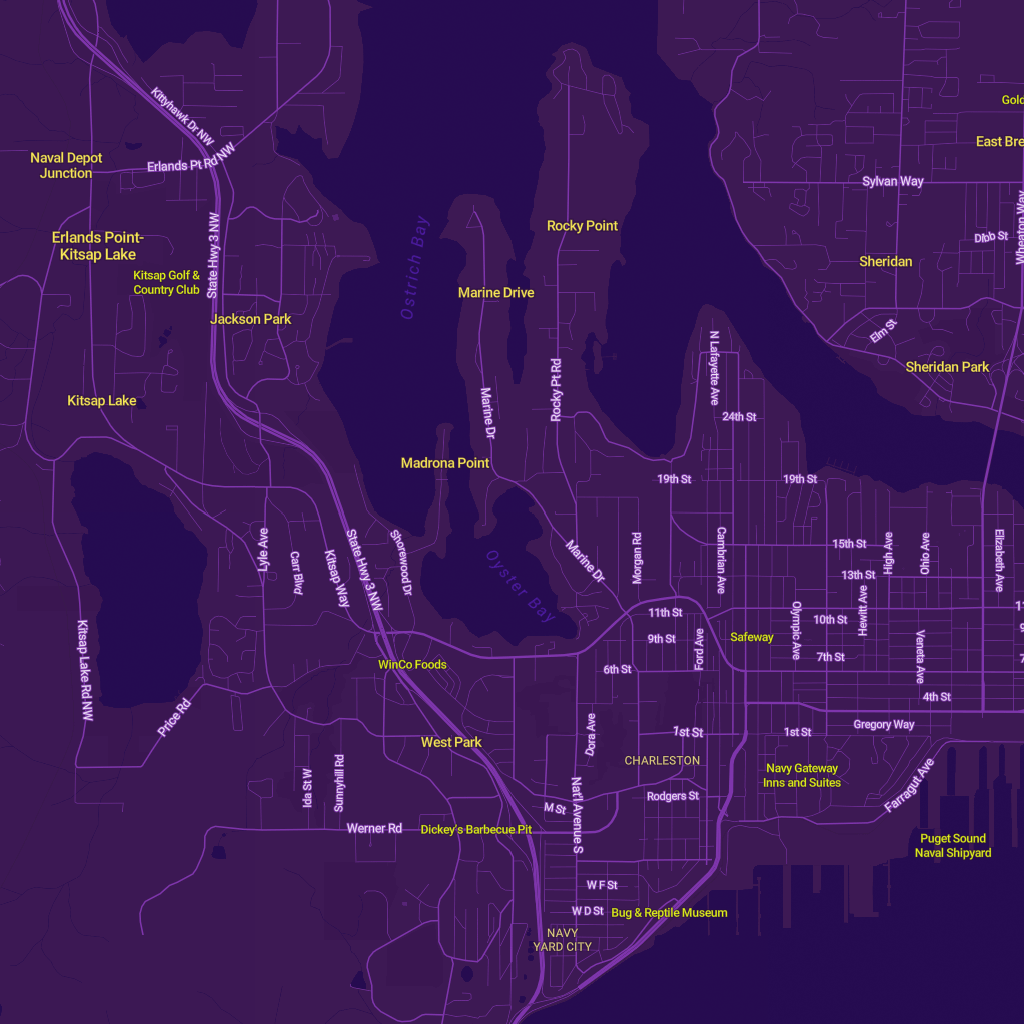 Kittyhawk Dr NW
Gold
East Bre
Naval Depot
Junction
Erlands Pt Rd NW
Sylvan Way
Wheaton Way
Rocky Point
Erlands Point-
Kitsap Lake
State Hwy 3 NW
Ostrich Bay
Dibb St
Sheridan
Kitsap Golf &
Country Club
Marine Drive
Jackson Park
Elm St
N Lafayette Ave
Sheridan Park
Rocky Pt Rd
Marine Dr
Kitsap Lake
24th St
Madrona Point
19th St
19th St
Lyle Ave
Carr Blvd
Kitsap Way
State Hwy 3 NW
Shorewood Dr
Oyster Bay
Marine Dr
Morgan Rd
Cambrian Ave
15th St
High Ave
Ohio Ave
Elizabeth Ave
13th St
11th St
Olympic Ave
Hewitt Ave
10th St
11
9
Kitsap Lake Rd NW
9th St
Ford Ave
Safeway
Veneta Ave
7th St
7
WinCo Foods
6th St
4th St
Price Rd
Dora Ave
1st St
1st St
Gregory Way
West Park
CHARLESTON
Navy Gateway
Inns and Suites
Farragut Ave
Ida St W
Sunnyhill Rd
Nat'l Avenue S
Rodgers St
M St
Werner Rd
Dickey's Barbecue Pit
Puget Sound
Naval Shipyard
W F St
W D St
Bug & Reptile Museum
NAVY
YARD CITY